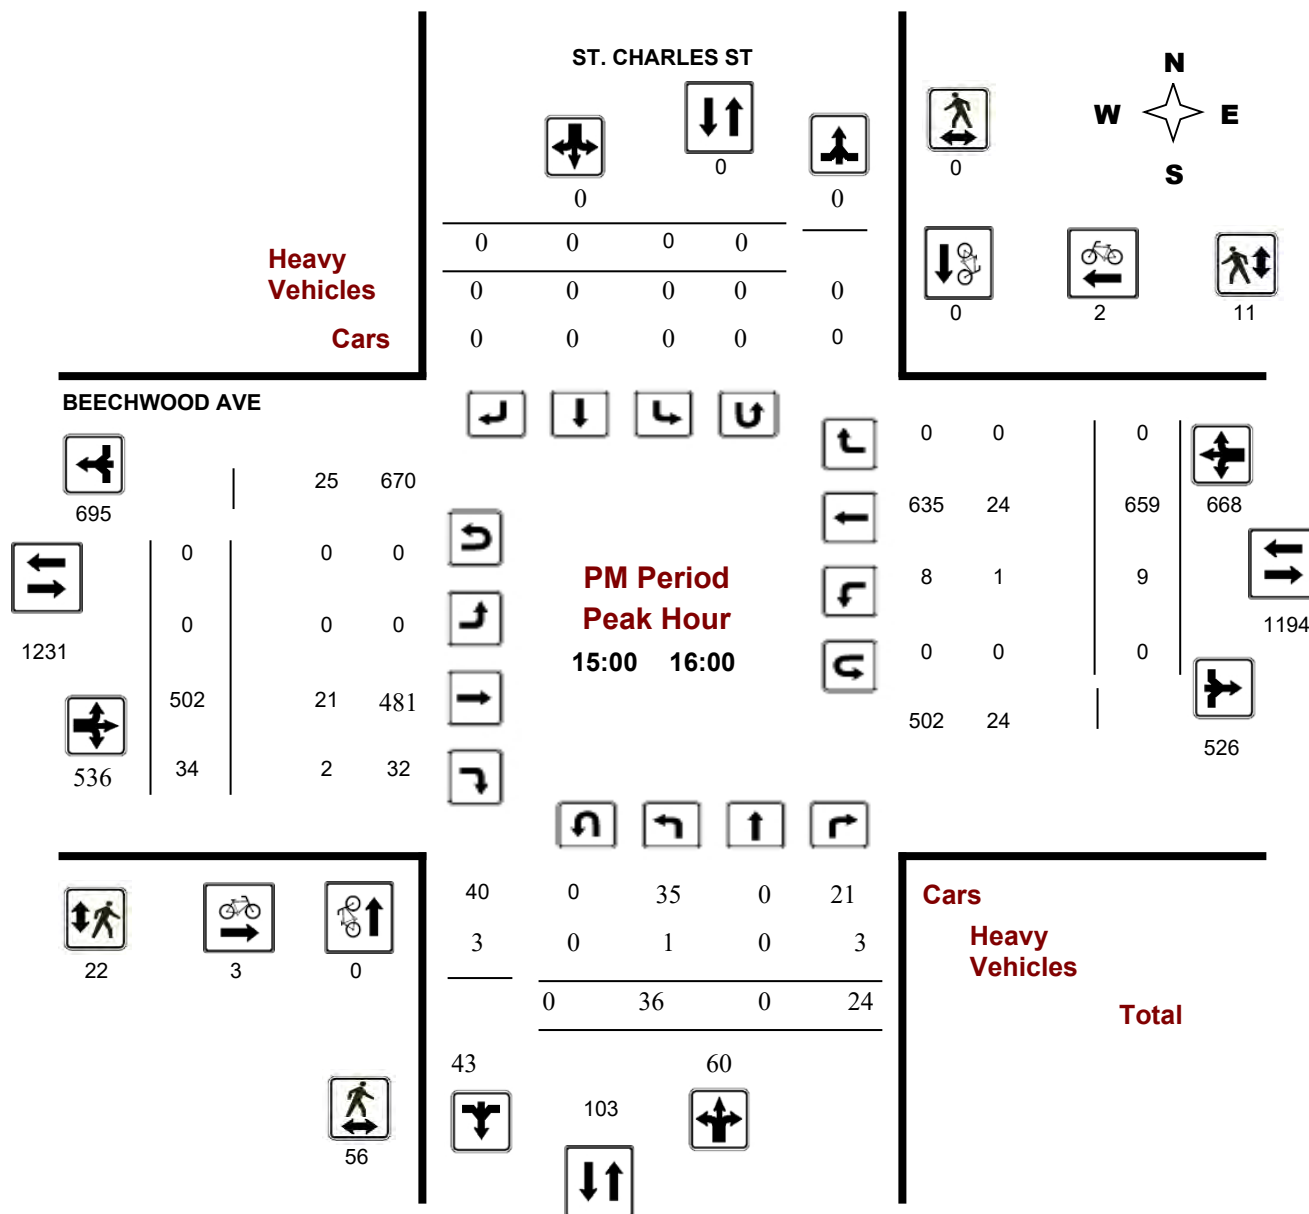 ST. CHARLES ST
N
W E
S
0
0
0
0 0
0 0 0 0
Heavy
Vehicles
0 0 0 0 0
Cars
0 0 0 0 0
0 2 11
BEECHWOOD AVE
0 0 0
25 670
695
635 24 659 668
0 0 0
8 1 9
PM Period
Peak Hour
15:00 16:00
1194
0 0 0
1231
0 0 0
502 21 481
502 24
526
536 34 2 32
40 0 35 0 21
Cars
3 0 1 0 3
Heavy
Vehicles
22 3 0
0 36 0 24
Total
43 60
103
56